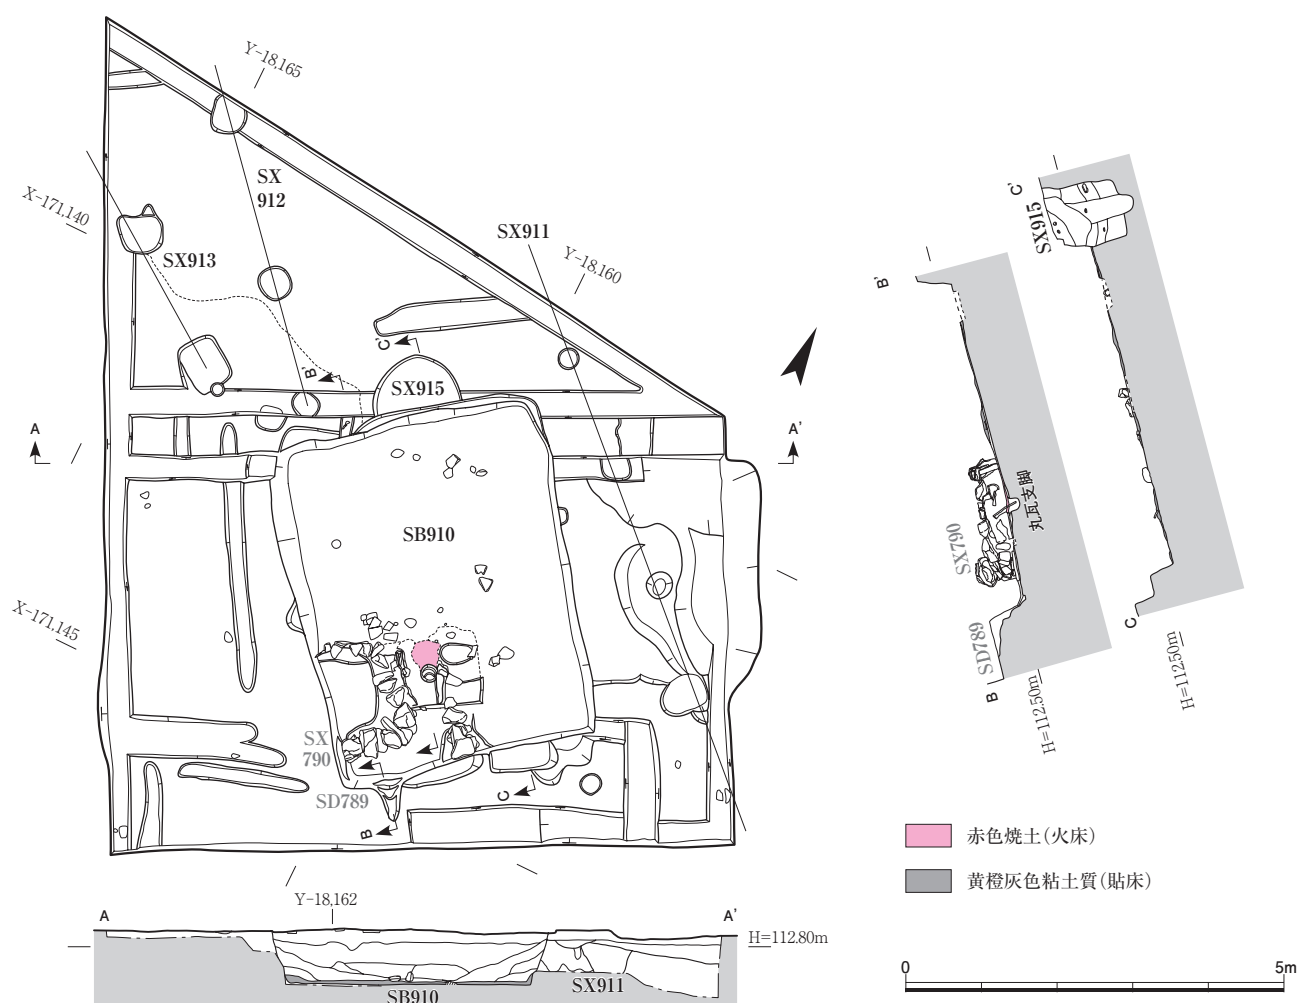 Y-18,165
SX
912
X-171,140
SX913
SX911
Y-18,160
C'
B'
SX915
A
A'
SB910
X-171,145
SX
790
SD789
C
B
Y-18,162
A
A'
H=112.80m
SB910
SX911
C'
SX915
B'
丸瓦支脚
SX790
SD789
B
H=112.50m
C
H=112.50m
赤色焼土(火床)
黄橙灰色粘土質(貼床)
0
5m